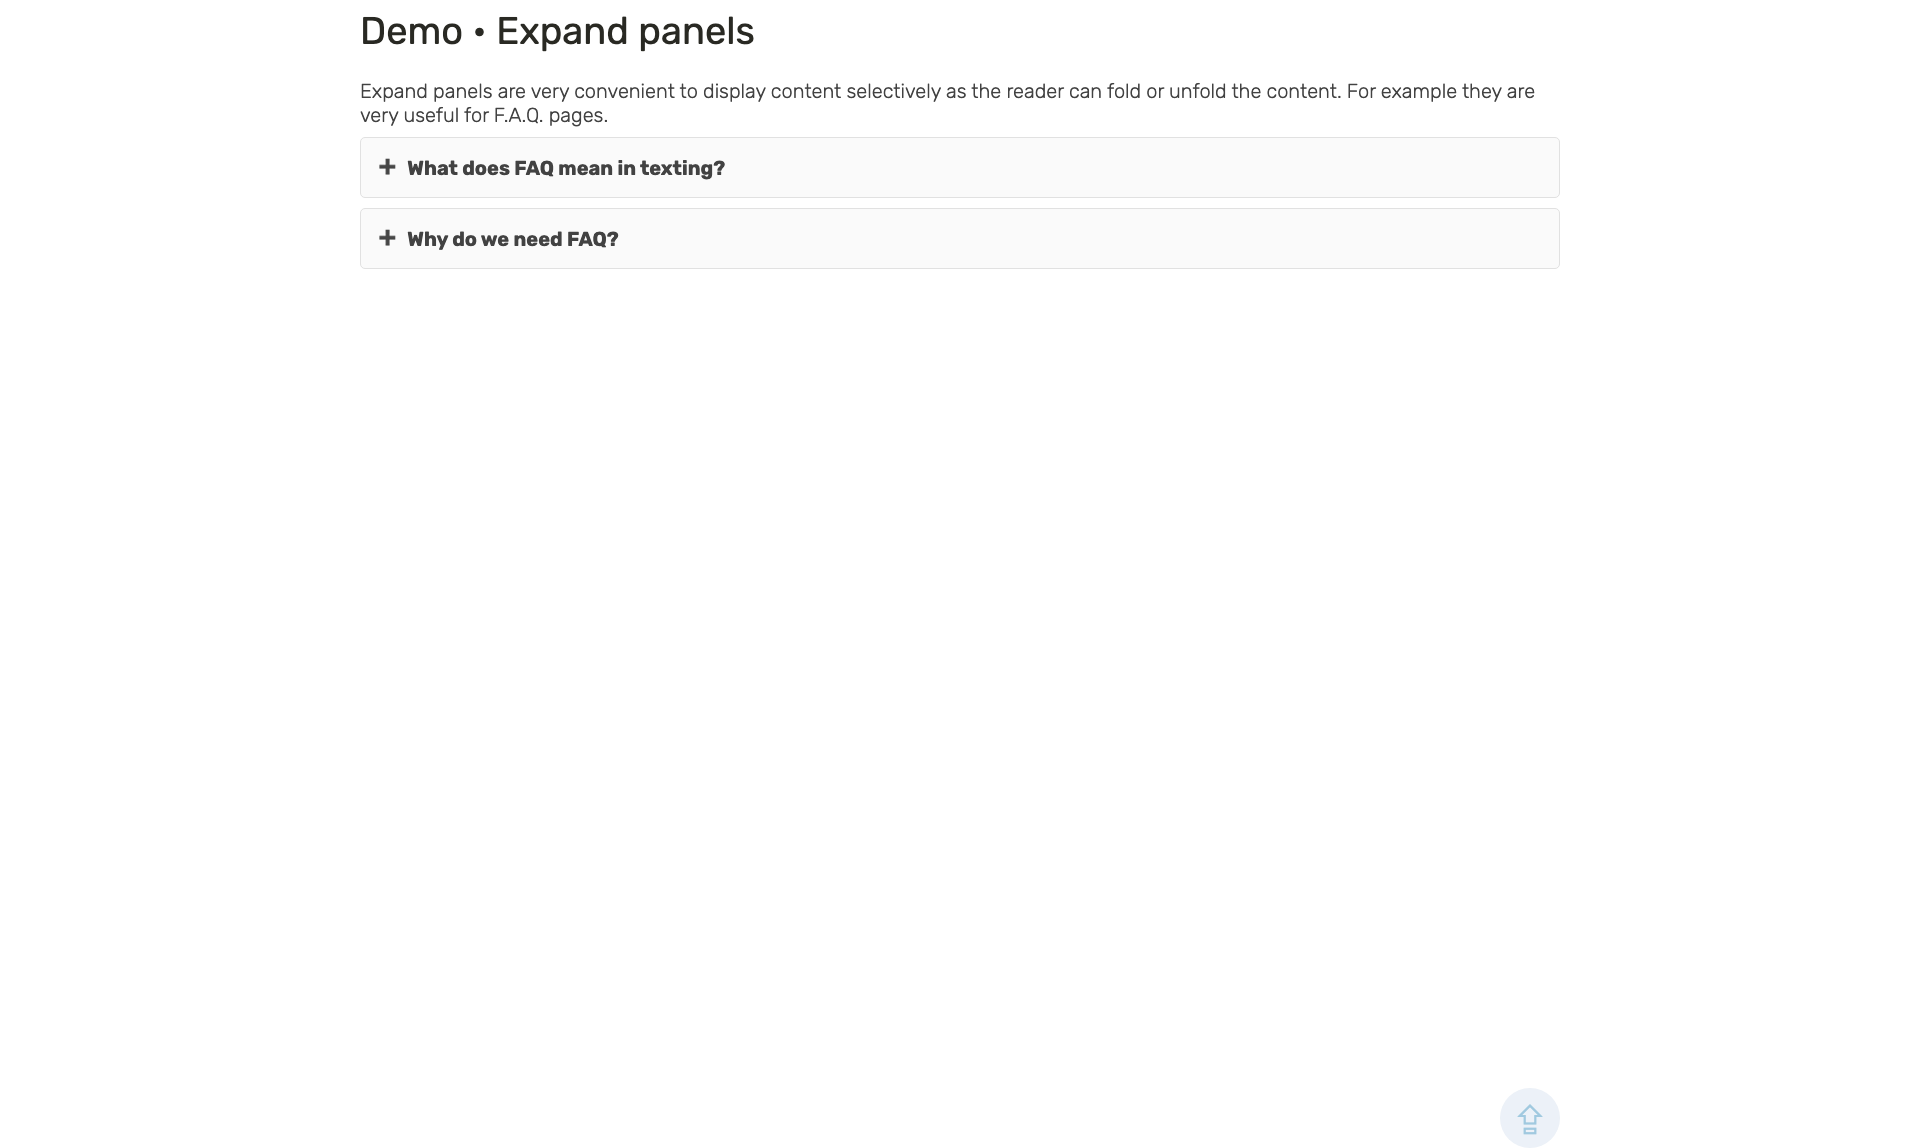 Demo • Expand panels
Expand panels are very convenient to display content selectively as the reader can fold or unfold the content. For example they are
very useful for F.A.Q. pages.
What does FAQ mean in texting?
Why do we need FAQ?